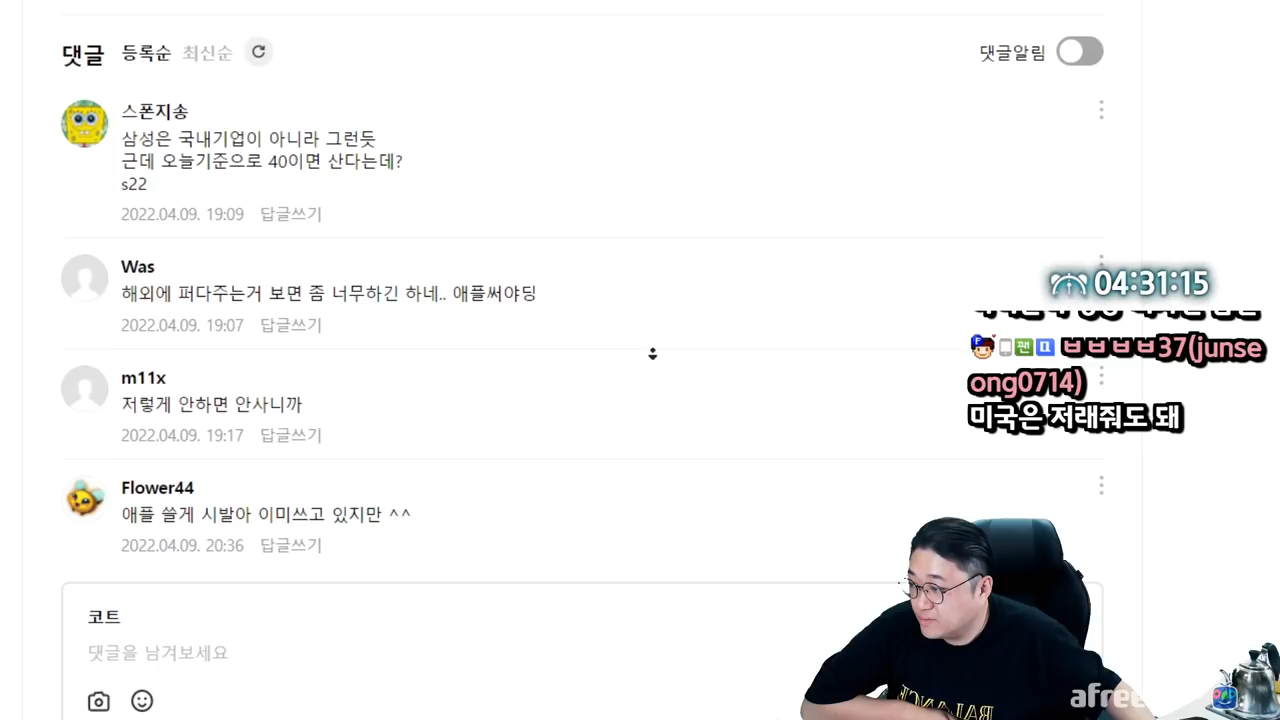 댓글 등록순 최신순
댓글알림
스폰지송
삼성은 국내기업이 아니라 그런듯
근데 오늘기준으로 40이면 산다는데?
s22
2022.04.09. 19:09 답글쓰기
Was
해외에 퍼다주는거 보면 좀 너무하긴 하네.. 애플써야딩
2022.04.09. 19:07 답글쓰기
04:31:15
F 팬 ㅂㅂㅂㅂ37(junse
ong0714)
미국은 저래줘도 돼
m11x
저렇게 안하면 안사니까
2022.04.09. 19:17 답글쓰기
Flower44
애플 쓸게 시발아 이미쓰고 있지만 ^^
2022.04.09. 20:36 답글쓰기
코트
댓글을 남겨보세요
BALANCE
afree